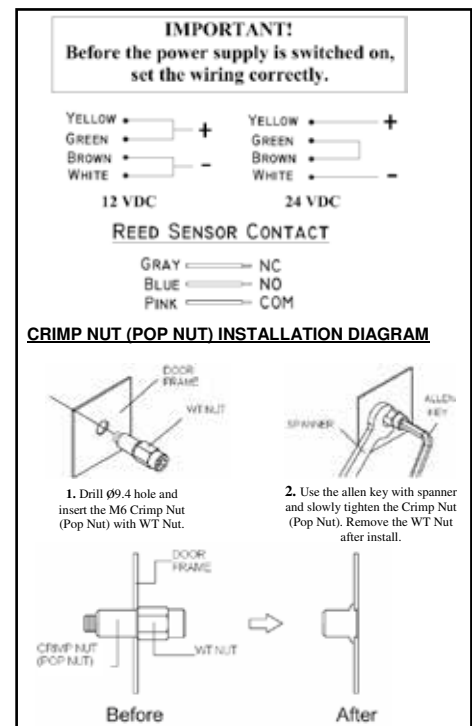 IMPORTANT!
Before the power supply is switched on,
set the wiring correctly.
YELLOW
GREEN
+
BROWN
WHITE
-
12 VDC
YELLOW
+
GREEN
BROWN
WHITE
-
24 VDC
REED SENSOR CONTACT
GRAY NC
BLUE NO
PINK COM
CRIMP NUT (POP NUT) INSTALLATION DIAGRAM
DOOR
FRAME
WT NUT
1. Drill Ø9.4 hole and
insert the M6 Crimp Nut
(Pop Nut) with WT Nut.
SPANNER
ALLEN
KEY
2. Use the allen key with spanner
and slowly tighten the Crimp Nut
(Pop Nut). Remove the WT Nut
after install.
DOOR
FRAME
CRIMP NUT
(POP NUT)
WT NUT
Before
After